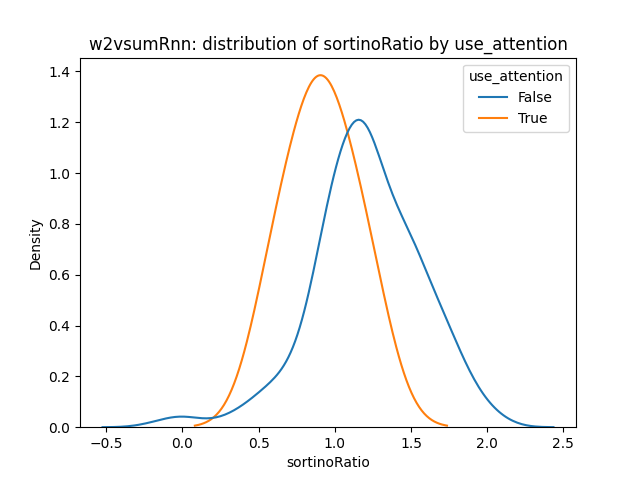 w2vsumRnn: distribution of sortinoRatio by use_attention
use_attention
False
True
Density
1.4
1.2
1.0
0.8
0.6
0.4
0.2
0.0
−0.5 0.0 0.5 1.0 1.5 2.0 2.5
sortinoRatio